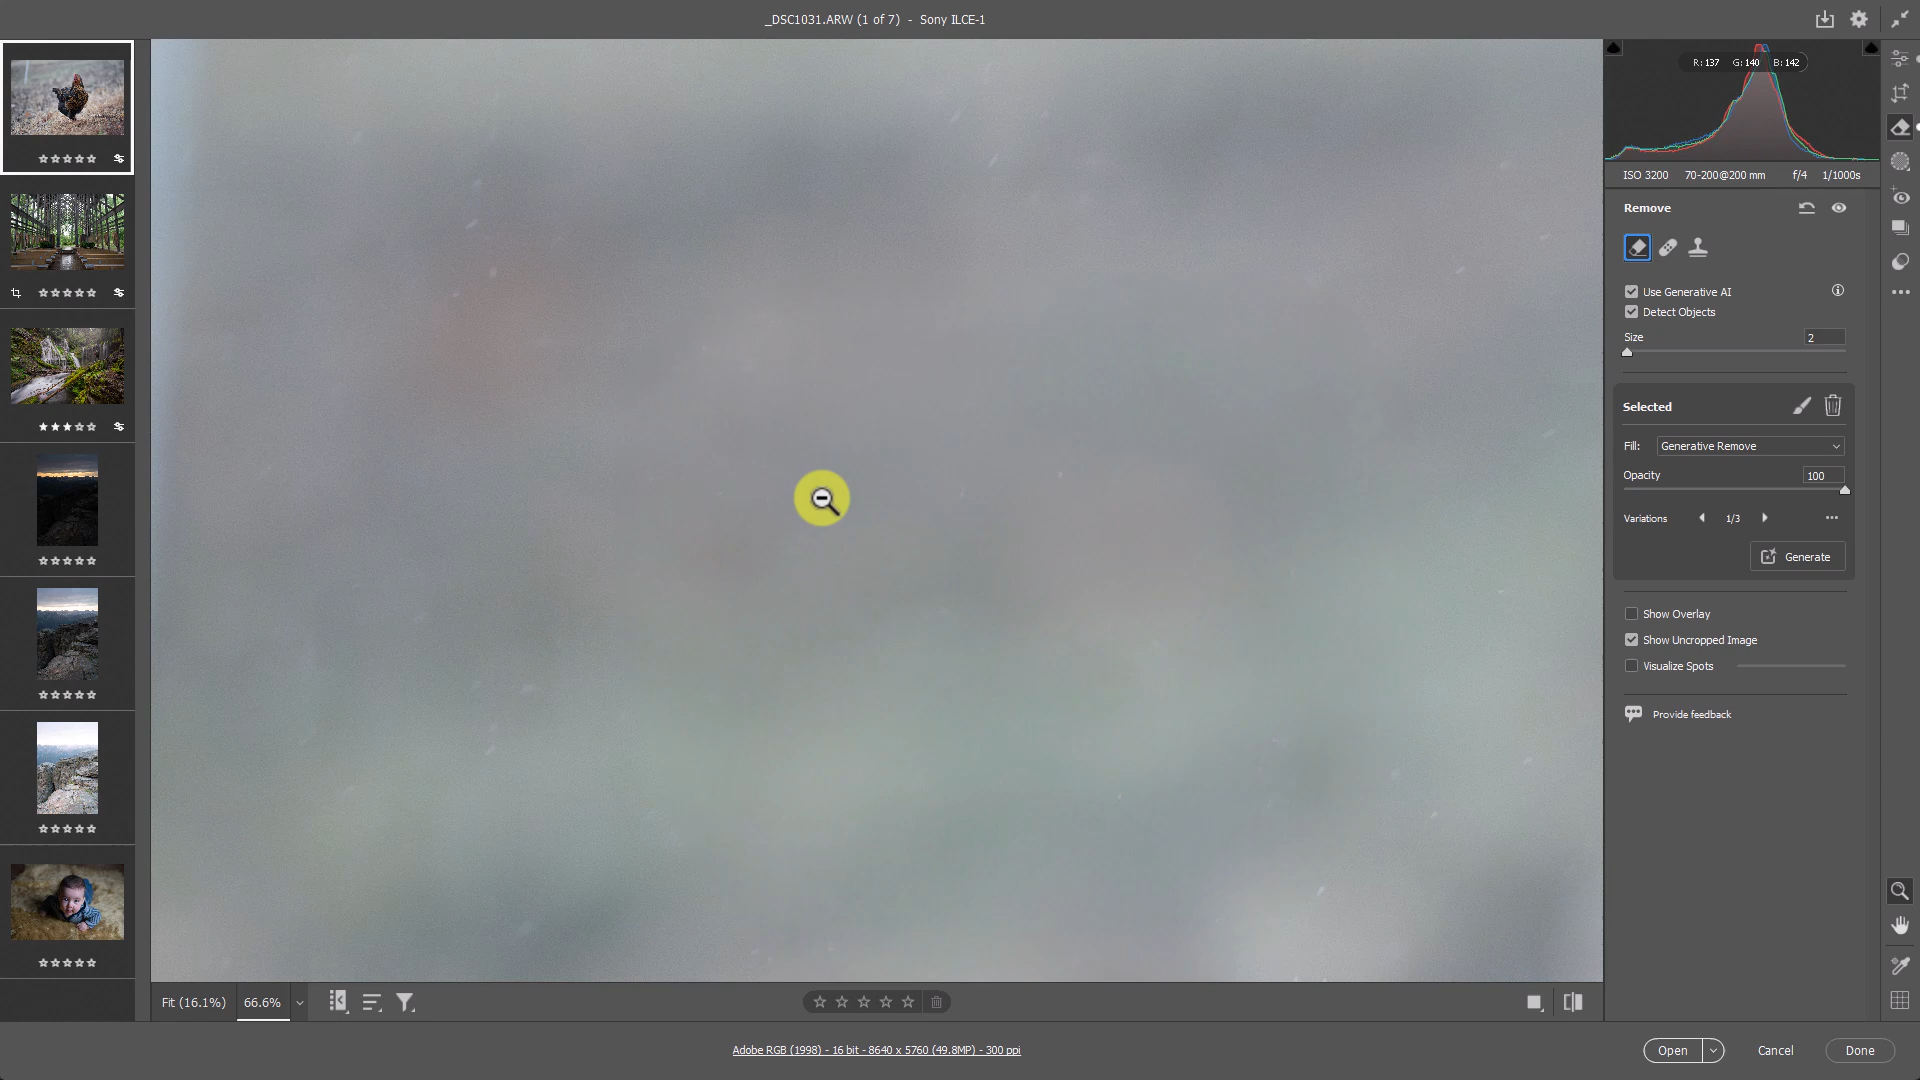 _DSC1031.ARW (1 of 7) - Sony ILCE-1
R: 137 G: 140 B: 142
ISO 3200 70-200@200 mm f/4 1/1000s
Remove
Use Generative AI
Detect Objects
Size 2
Selected
Fill: Generative Remove
Opacity 100
Variations 1/3
Generate
Show Overlay
Show Uncropped Image
Visualize Spots
Provide feedback
Fit (16.1%) 66.6%
Adobe RGB (1998) - 16 bit - 8640 x 5760 (49.8MP) - 300 ppi
Open Cancel Done